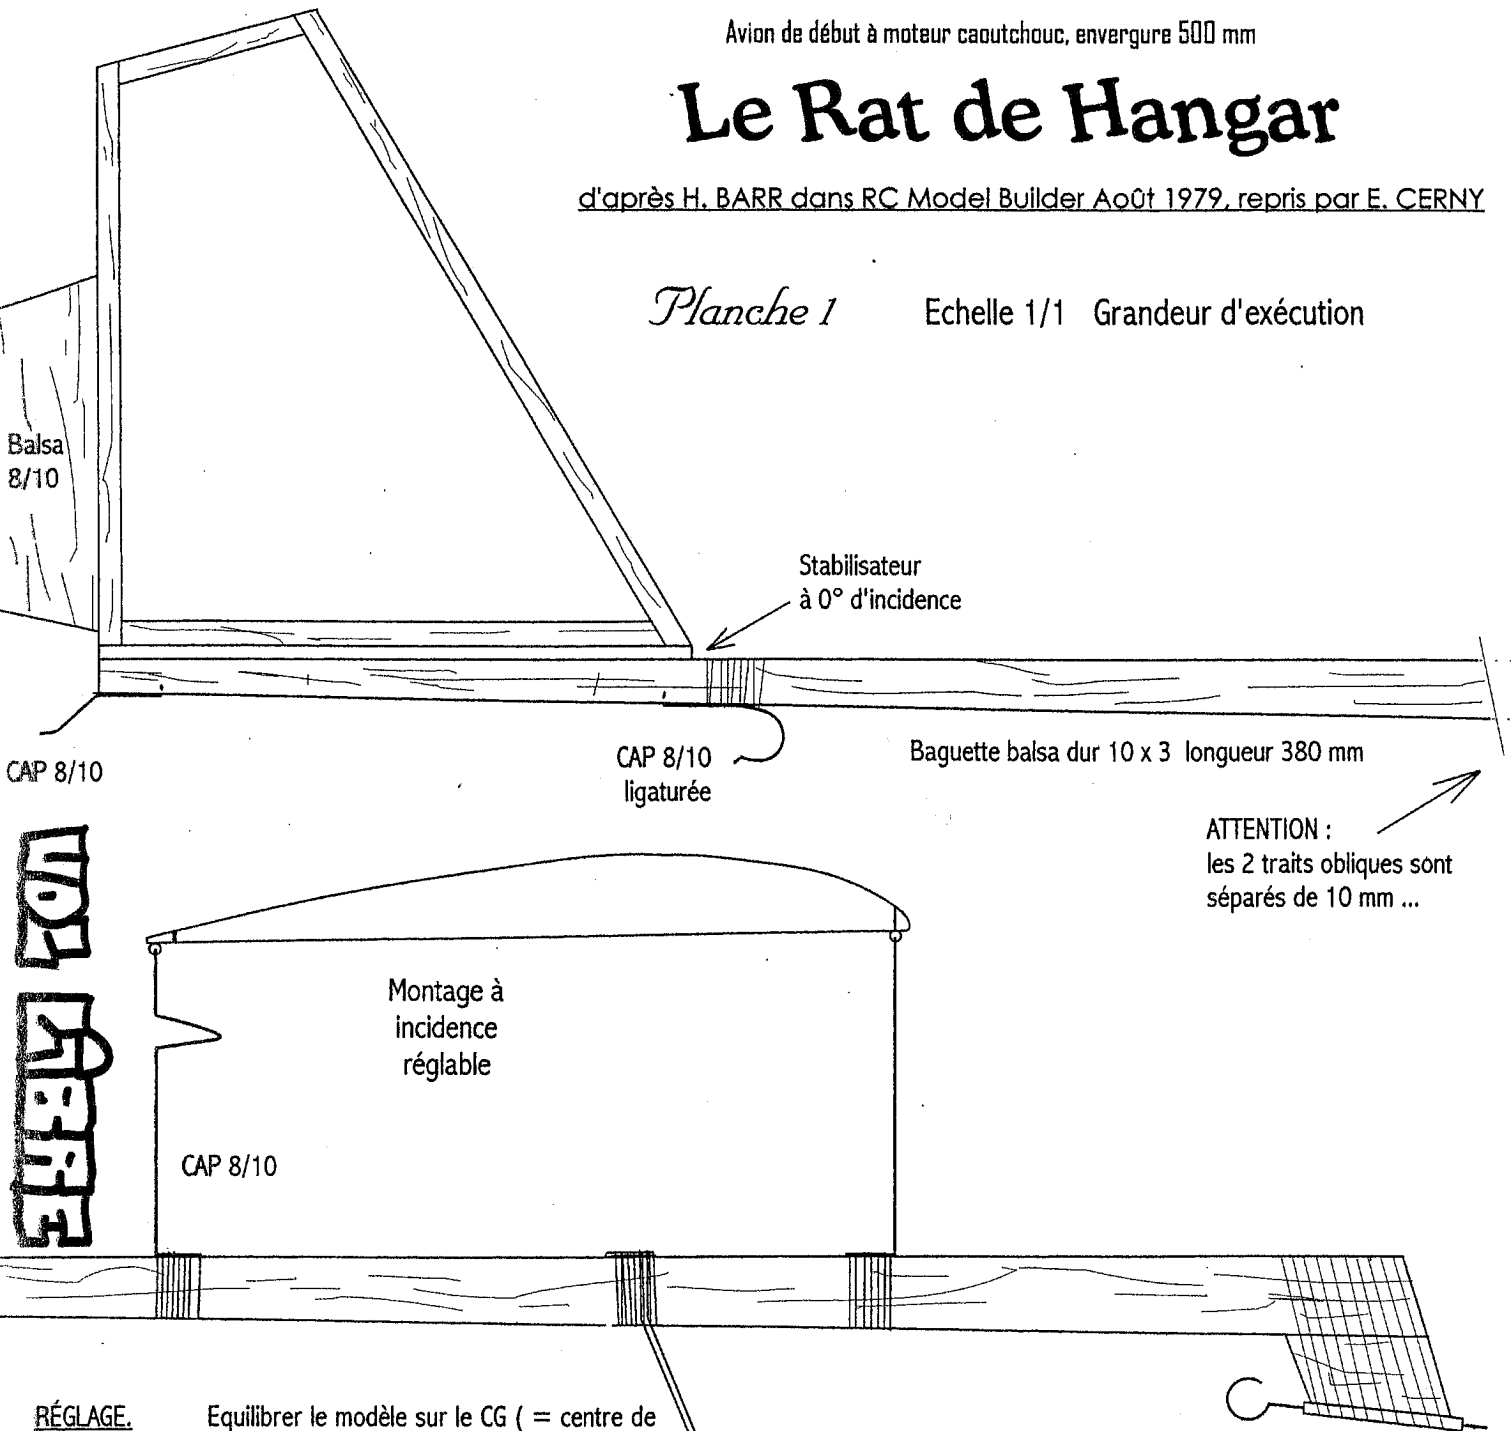 Avion de début à moteur caoutchouc, envergure 500 mm
Le Rat de Hangar
d'après H. BARR dans RC Model Builder Août 1979, repris par E. CERNY
Planche 1 Echelle 1/1 Grandeur d'exécution
Balsa
8/10
Stabilisateur
à 0° d'incidence
CAP 8/10
CAP 8/10
ligaturée
Baguette balsa dur 10 x 3 longueur 380 mm
ATTENTION :
les 2 traits obliques sont
séparés de 10 mm ...
VOL LIBRE
Montage à
incidence
réglable
CAP 8/10
RÉGLAGE. Equilibrer le modèle sur le CG ( = centre de